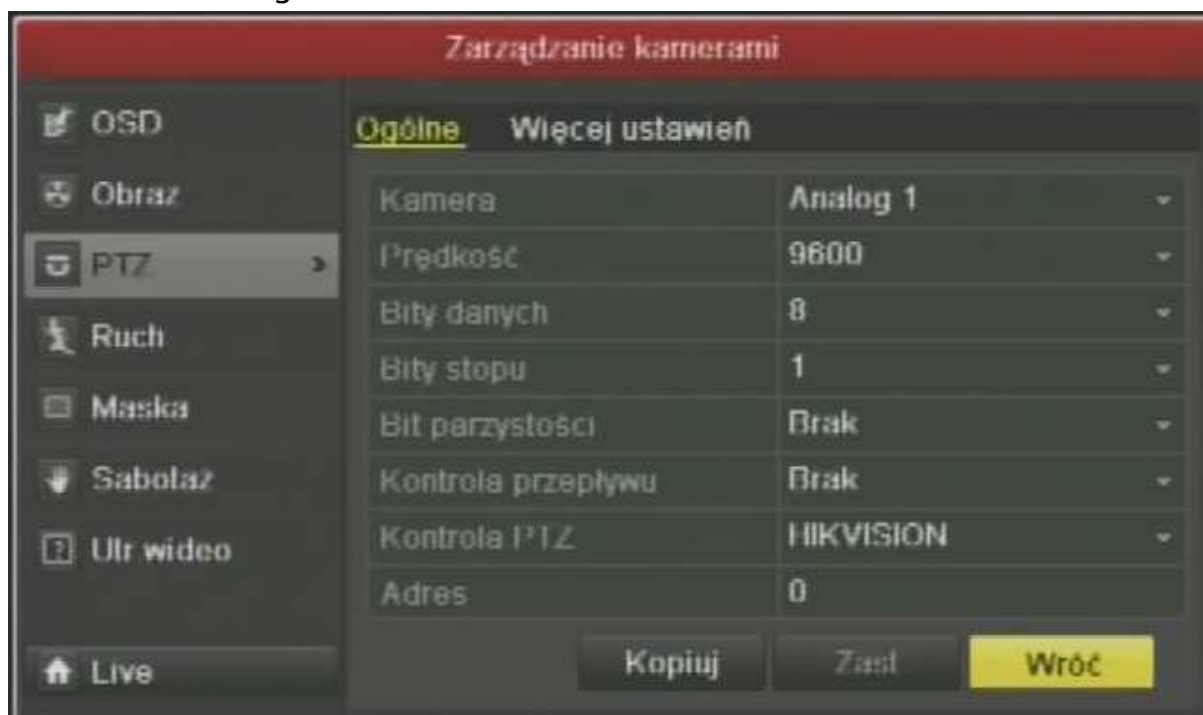 Zarządzanie kamerami
OSD
Obraz
PTZ
Ruch
Maska
Sabotaż
Utr wideo
Live
Ogólne Więcej ustawień
Kamera Analog 1
Prędkość 9600
Bity danych 8
Bity stopu 1
Bit parzystości Brak
Kontrola przepływu Brak
Kontrola PTZ HIKVISION
Adres 0
Kopiuj Zast Wróć